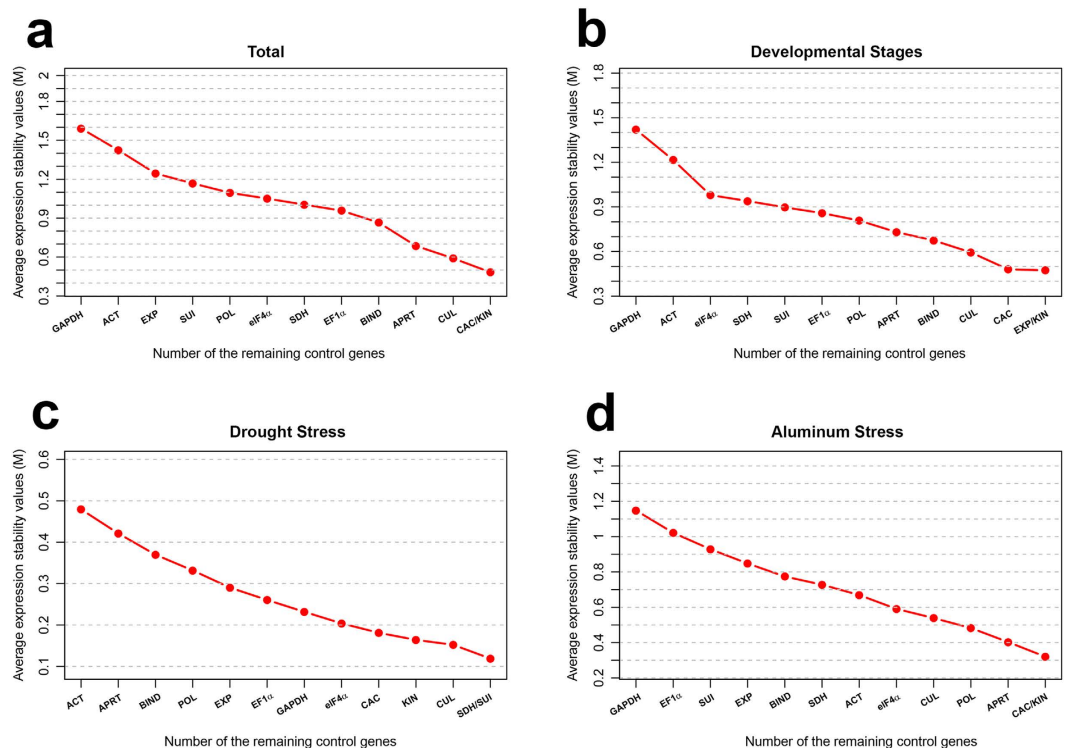 a
Total
Average expression stability values (M)
2
1.8
1.5
1.2
0.9
0.6
0.3
GAPDH ACT EXP SUI POL eIF4α SDH EF1α BIND APRT CUL CAC/KIN
Number of the remaining control genes
b
Developmental Stages
Average expression stability values (M)
1.8
1.5
1.2
0.9
0.6
0.3
GAPDH ACT eIF4α SDH SUI EF1α POL APRT BIND CUL CAC EXP/KIN
Number of the remaining control genes
c
Drought Stress
Average expression stability values (M)
0.6
0.5
0.4
0.3
0.2
0.1
ACT APRT BIND POL EXP EF1α GAPDH eIF4α CAC KIN CUL SDH/SUI
Number of the remaining control genes
d
Aluminum Stress
Average expression stability values (M)
1.4
1.2
1
0.8
0.6
0.4
0.2
GAPDH EF1α SUI EXP BIND SDH ACT eIF4α CUL POL APRT CAC/KIN
Number of the remaining control genes